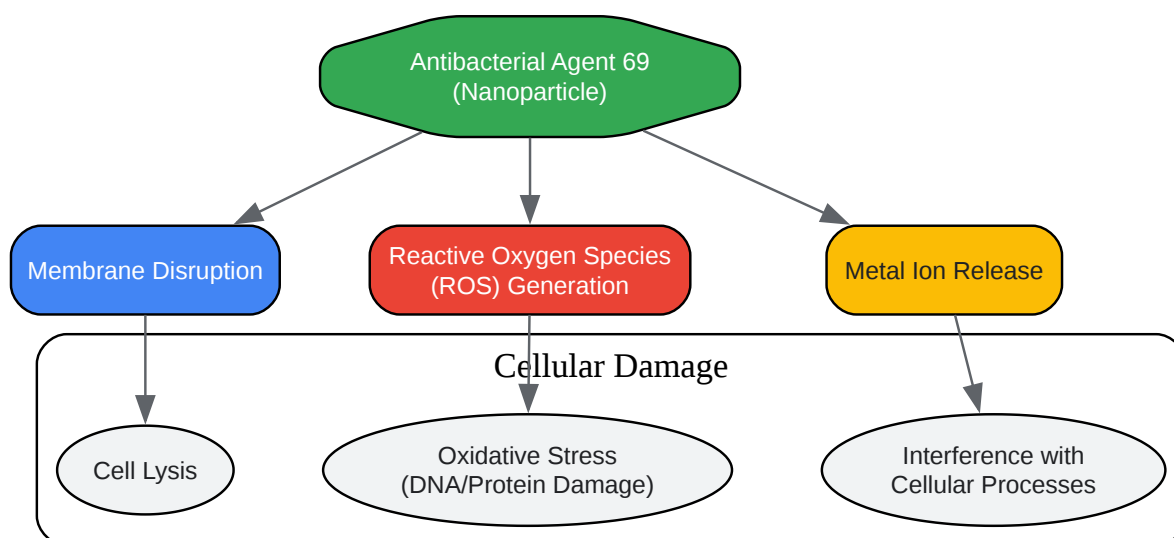 Antibacterial Agent 69
(Nanoparticle)
Membrane Disruption
Reactive Oxygen Species
(ROS) Generation
Metal Ion Release
Cellular Damage
Cell Lysis
Oxidative Stress
(DNA/Protein Damage)
Interference with
Cellular Processes